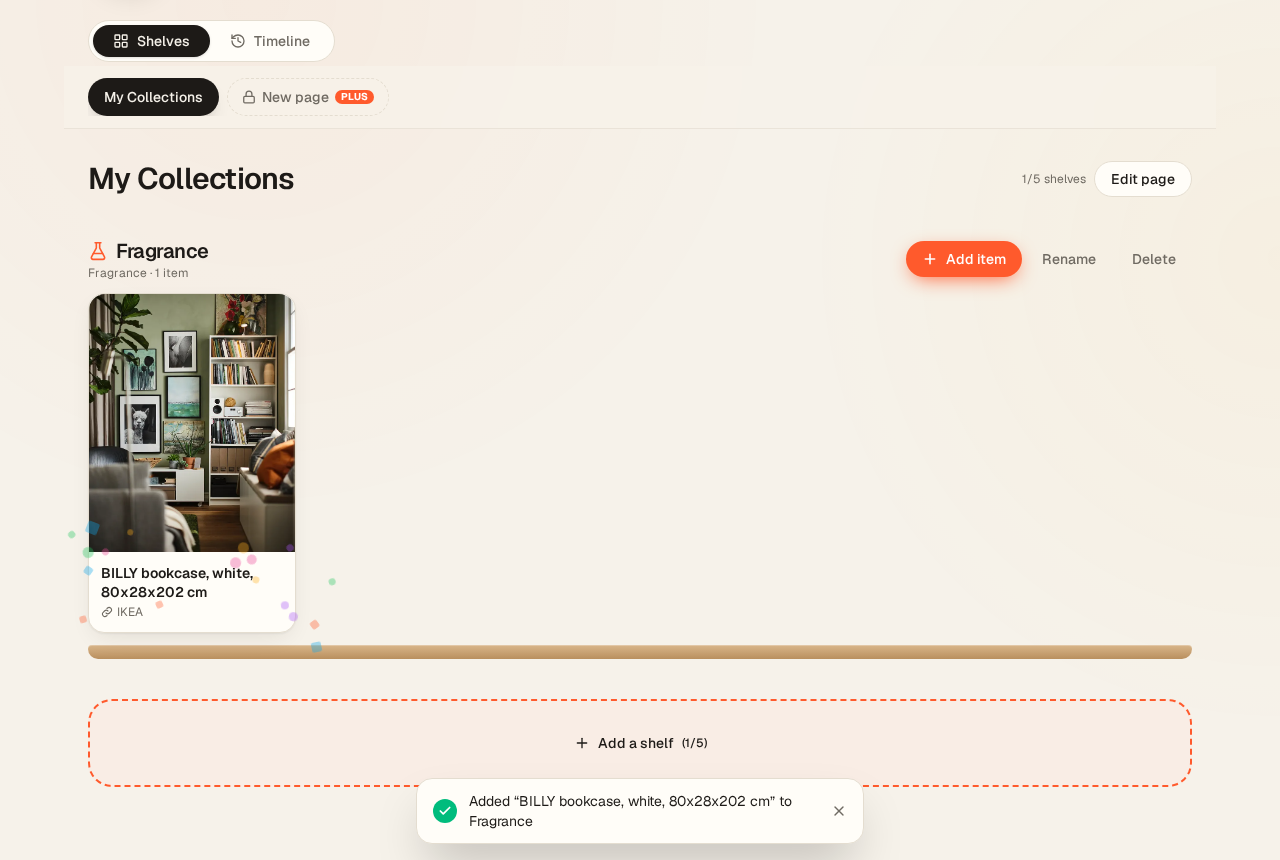 Shelves
Timeline
My Collections
New page PLUS
My Collections
1/5 shelves
Edit page
Fragrance
Fragrance · 1 item
Add item
Rename
Delete
BILLY bookcase, white,
80x28x202 cm
IKEA
Add a shelf (1/5)
Added “BILLY bookcase, white, 80x28x202 cm” to
Fragrance